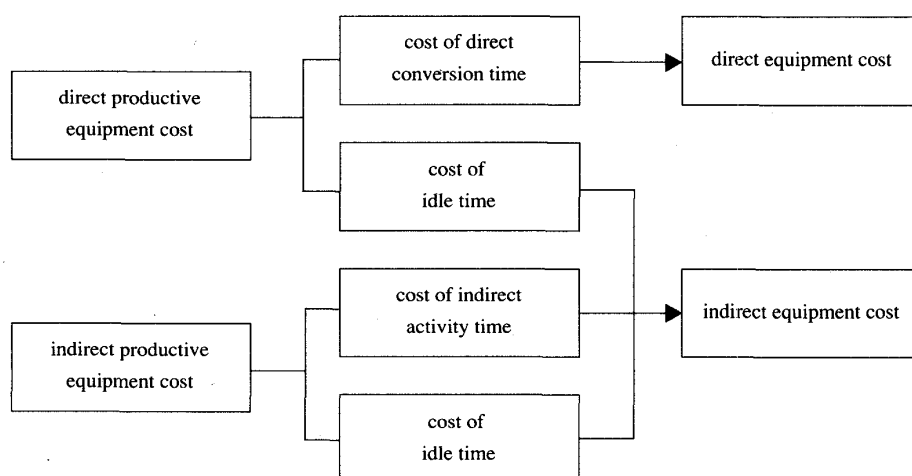 direct productive
equipment cost
cost of direct
conversion time
direct equipment cost
cost of
idle time
indirect productive
equipment cost
cost of indirect
activity time
indirect equipment cost
cost of
idle time